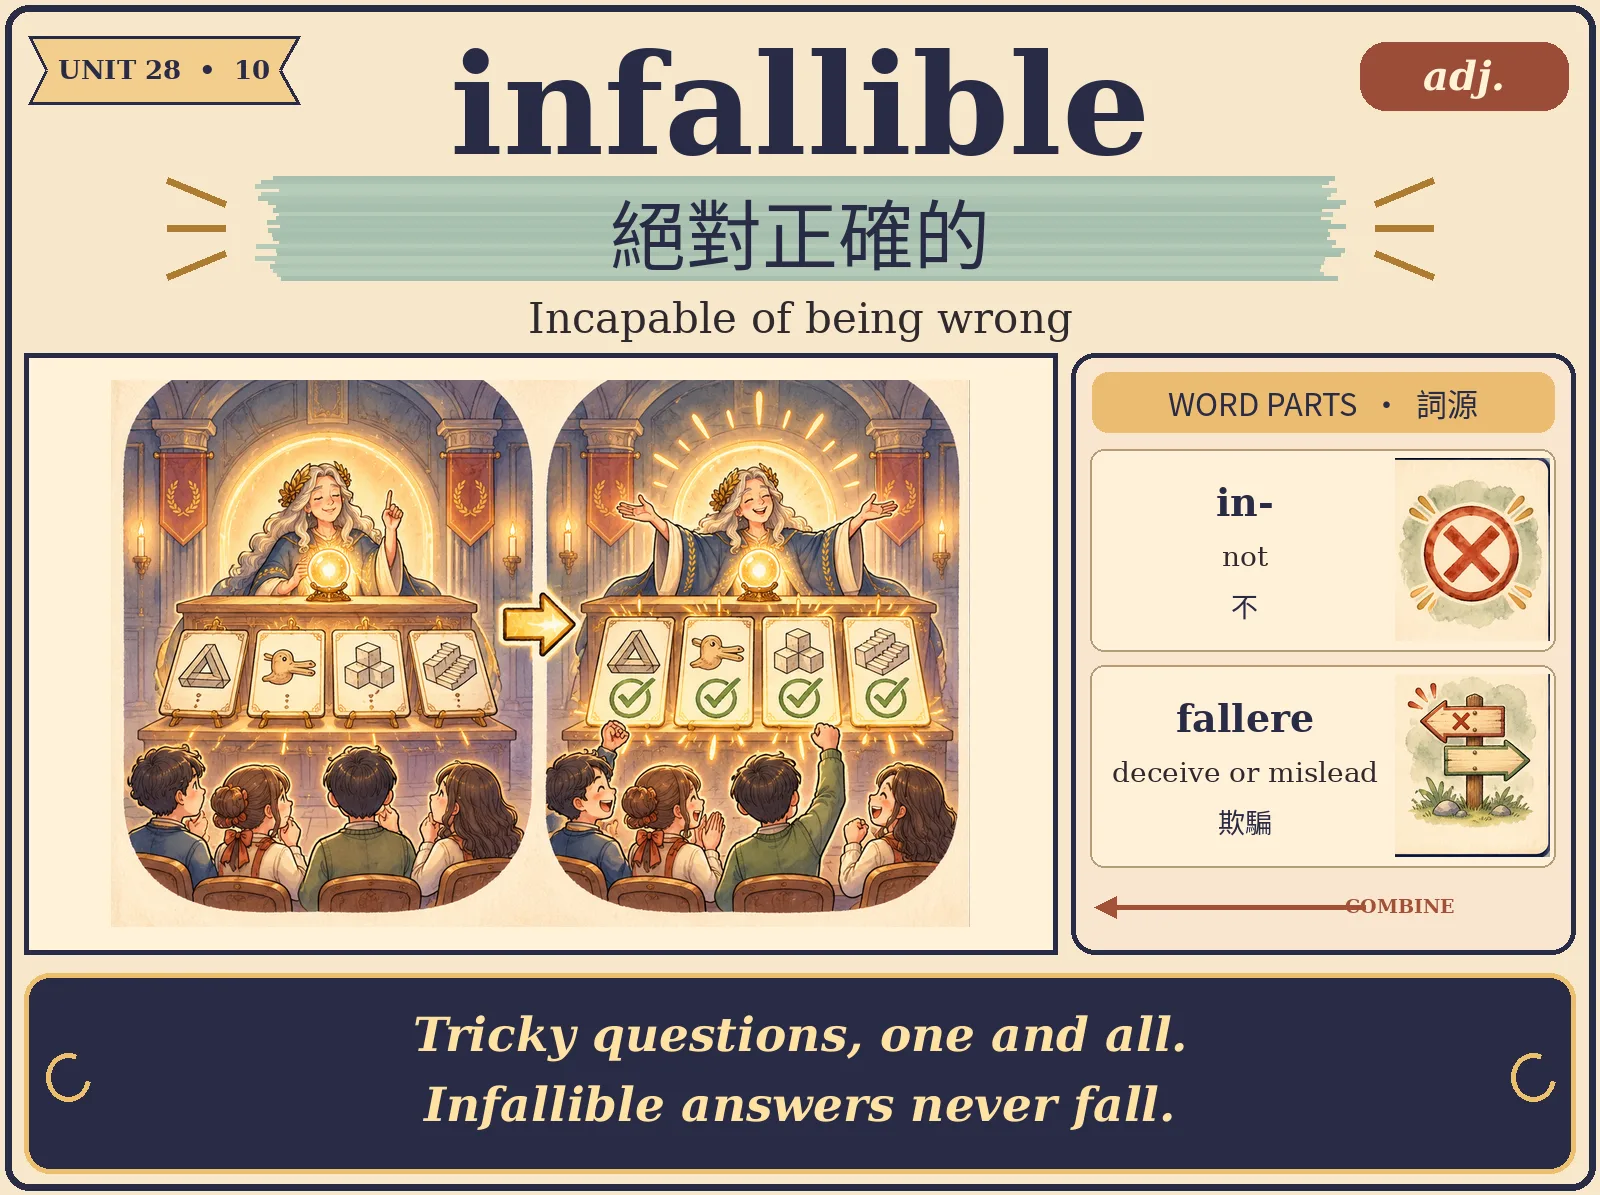 UNIT 28 • 10
infallible
adj.
絕對正確的
Incapable of being wrong
WORD PARTS • 詞源
in-
not
不
fallere
deceive or mislead
欺騙
COMBINE
Tricky questions, one and all.
Infallible answers never fall.